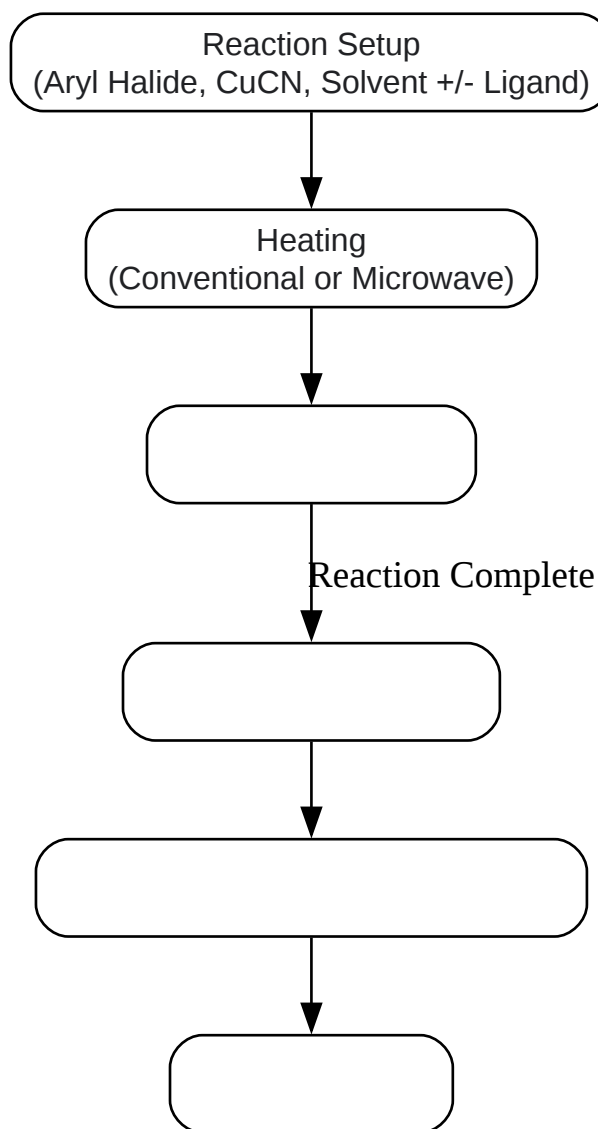 Reaction Setup
(Aryl Halide, CuCN, Solvent +/- Ligand)
Heating
(Conventional or Microwave)
Reaction Complete